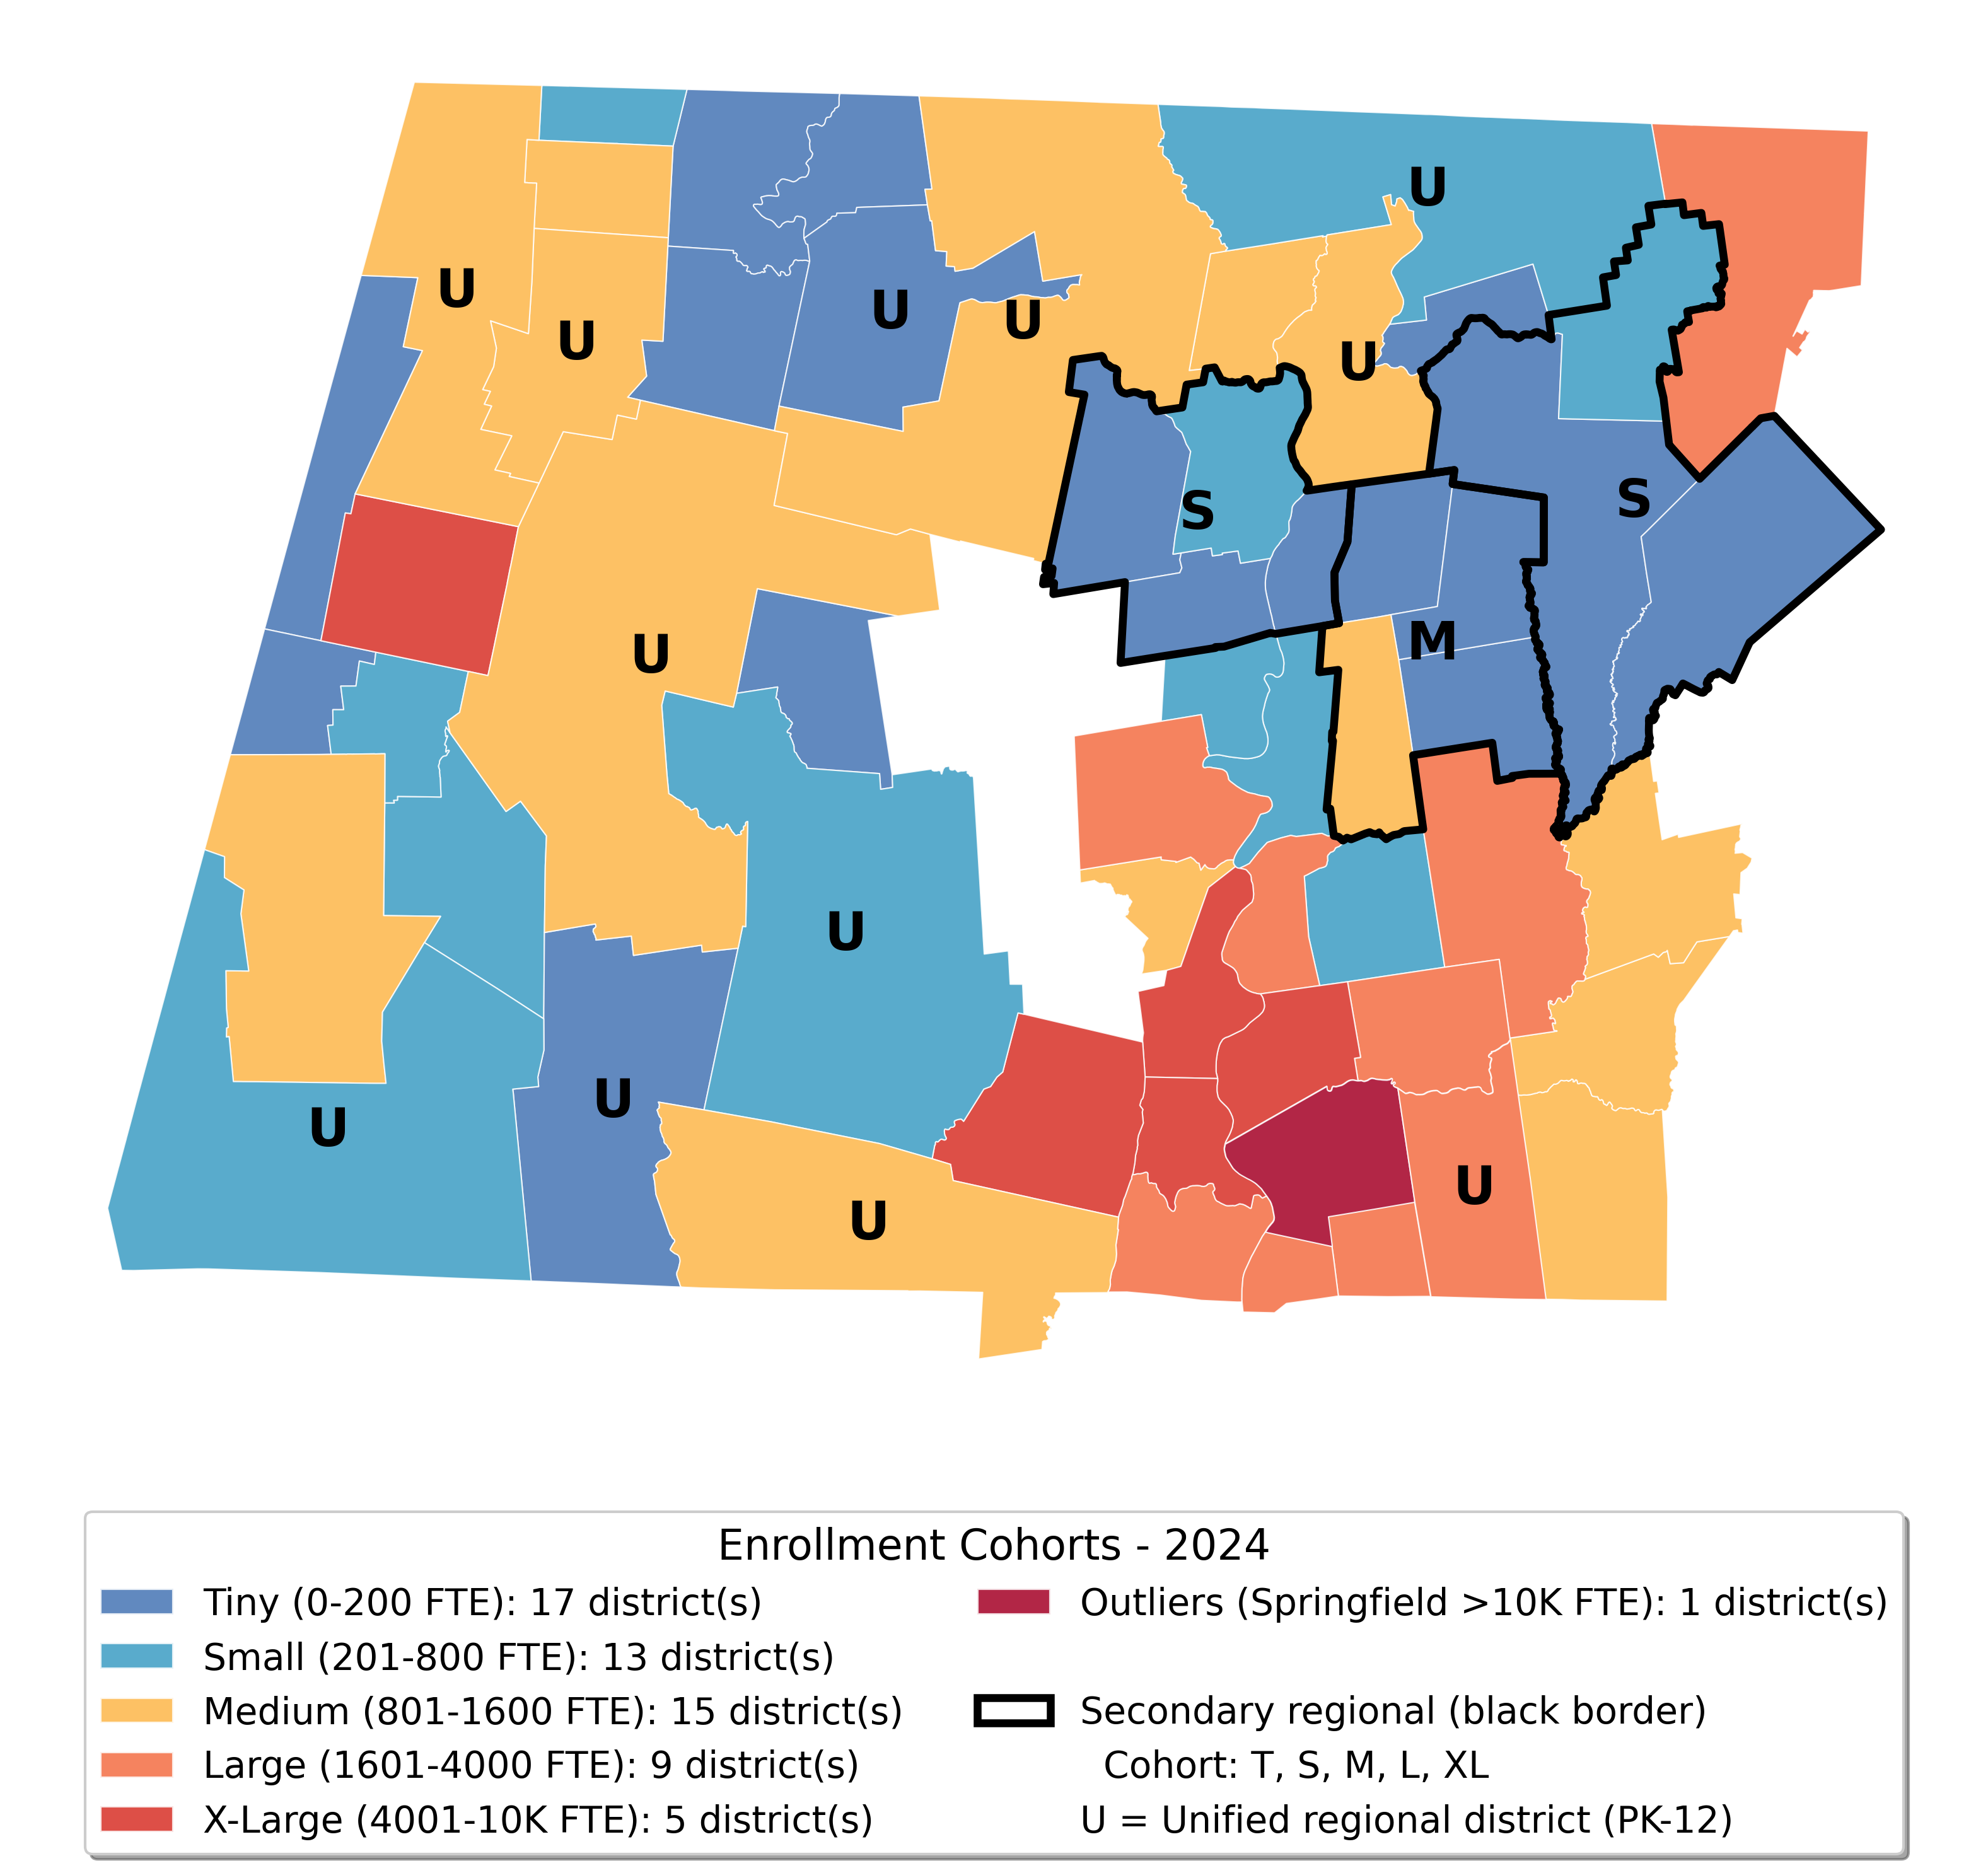 U
U
U
U
U
U
S
S
U
M
U
U
U
U
U
U
Enrollment Cohorts - 2024
Tiny (0-200 FTE): 17 district(s)
Small (201-800 FTE): 13 district(s)
Medium (801-1600 FTE): 15 district(s)
Large (1601-4000 FTE): 9 district(s)
X-Large (4001-10K FTE): 5 district(s)
Outliers (Springfield >10K FTE): 1 district(s)
Secondary regional (black border)
Cohort: T, S, M, L, XL
U = Unified regional district (PK-12)